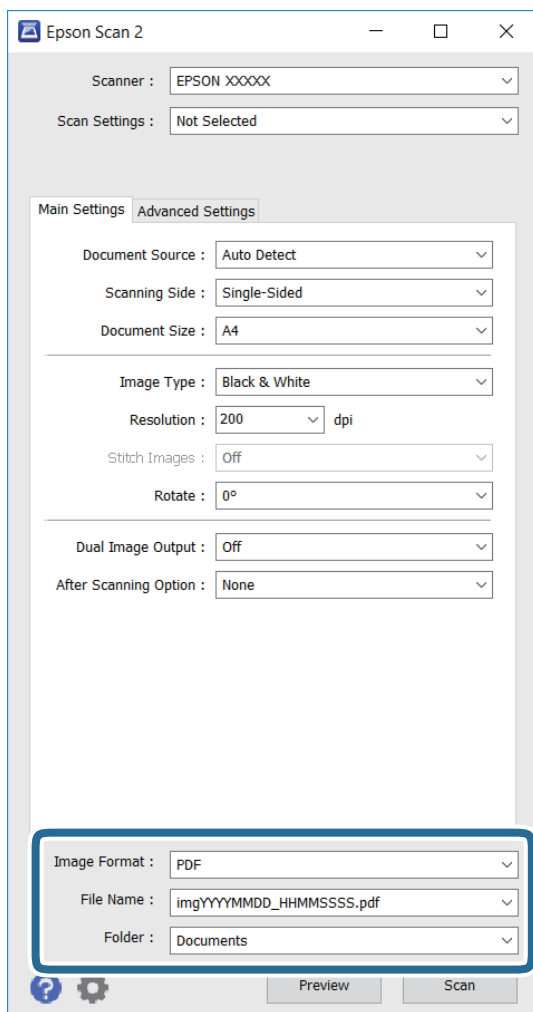 Epson Scan 2
Scanner : EPSON XXXXX
Scan Settings : Not Selected
Main Settings Advanced Settings
Document Source : Auto Detect
Scanning Side : Single-Sided
Document Size : A4
Image Type : Black & White
Resolution : 200 dpi
Stitch Images : Off
Rotate : 0º
Dual Image Output : Off
After Scanning Option : None
Image Format : PDF
File Name : imgYYYYMMDD_HHMMSSSS.pdf
Folder : Documents
? Preview Scan